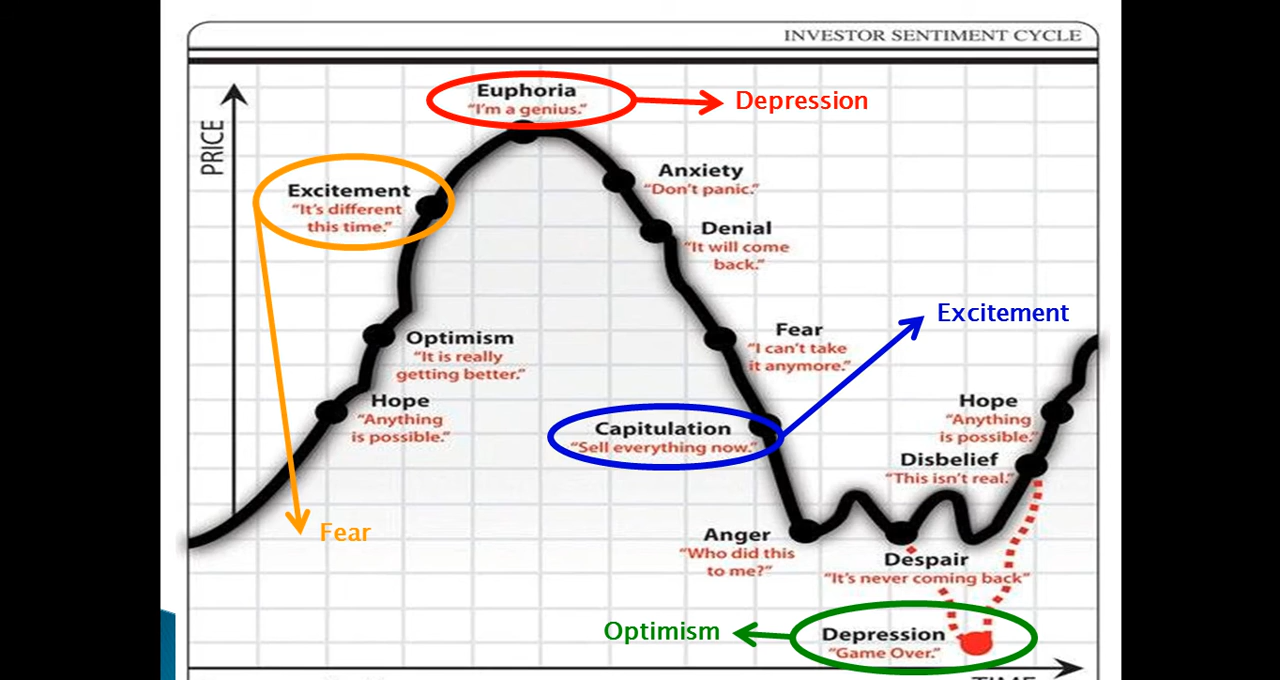 INVESTOR SENTIMENT CYCLE
PRICE
Euphoria
“I’m a genius.”
Depression
Excitement
“It’s different
this time.”
Anxiety
“Don’t panic.”
Denial
“It will come
back.”
Excitement
Optimism
“It is really
getting better.”
Fear
“I can’t take
it anymore.”
Hope
“Anything
is possible.”
Capitulation
“Sell everything now.”
Hope
“Anything
is possible.”
Disbelief
“This isn’t real.”
Fear
Anger
“Who did this
to me?”
Despair
“It’s never coming back”
Optimism
Depression
“Game Over.”
TIME